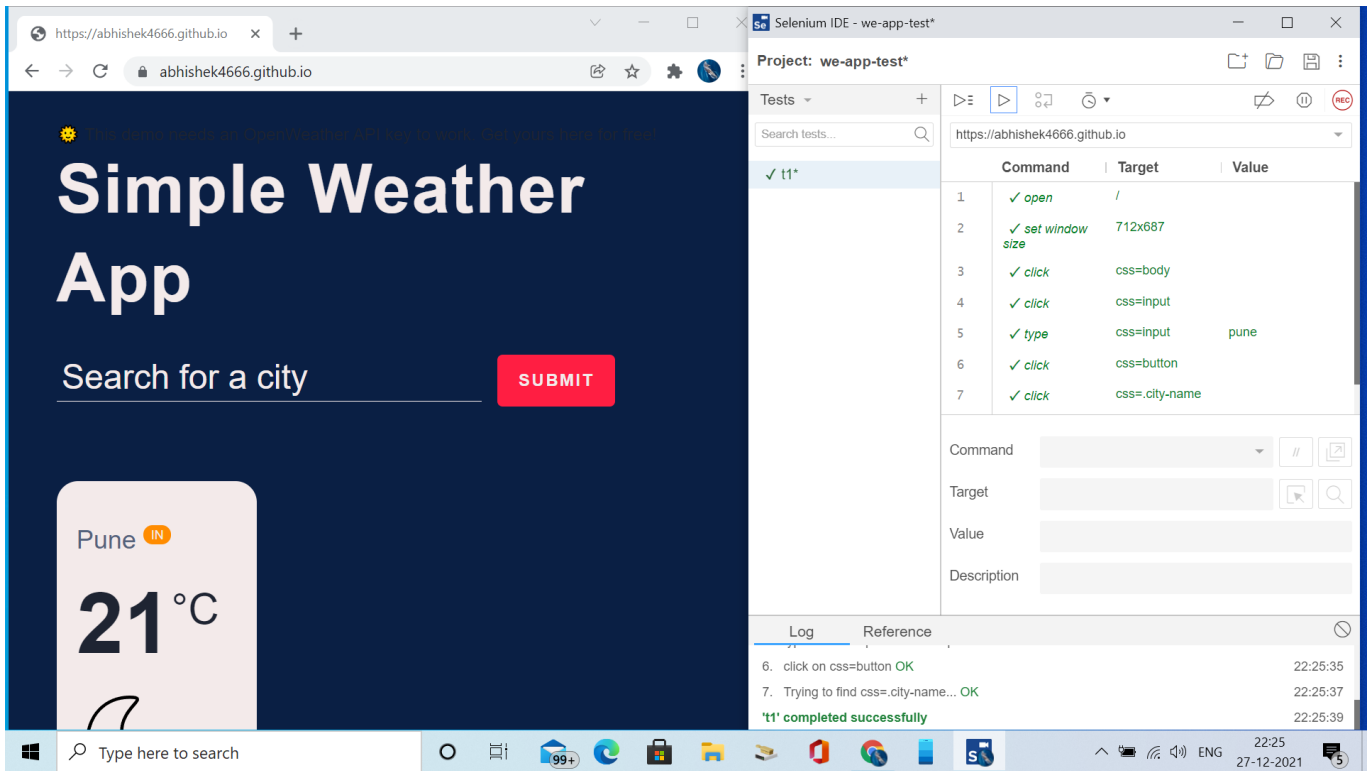 https://abhishek4666.github.io
abhishek4666.github.io
This demo needs an OpenWeather API key to work. Get yours here for free!
Simple Weather
App
Search for a city
SUBMIT
Pune IN
21°C
Se Selenium IDE - we-app-test*
Project: we-app-test*
Tests
REC
Search tests...
https://abhishek4666.github.io
✓ t1*
Command Target Value
1 ✓ open /
2 ✓ set window 712x687
size
3 ✓ click css=body
4 ✓ click css=input
5 ✓ type css=input pune
6 ✓ click css=button
7 ✓ click css=.city-name
Command //
Target
Value
Description
Log Reference
6. click on css=button OK 22:25:35
7. Trying to find css=.city-name... OK 22:25:37
't1' completed successfully 22:25:39
Type here to search
99+
ENG
22:25
27-12-2021
5